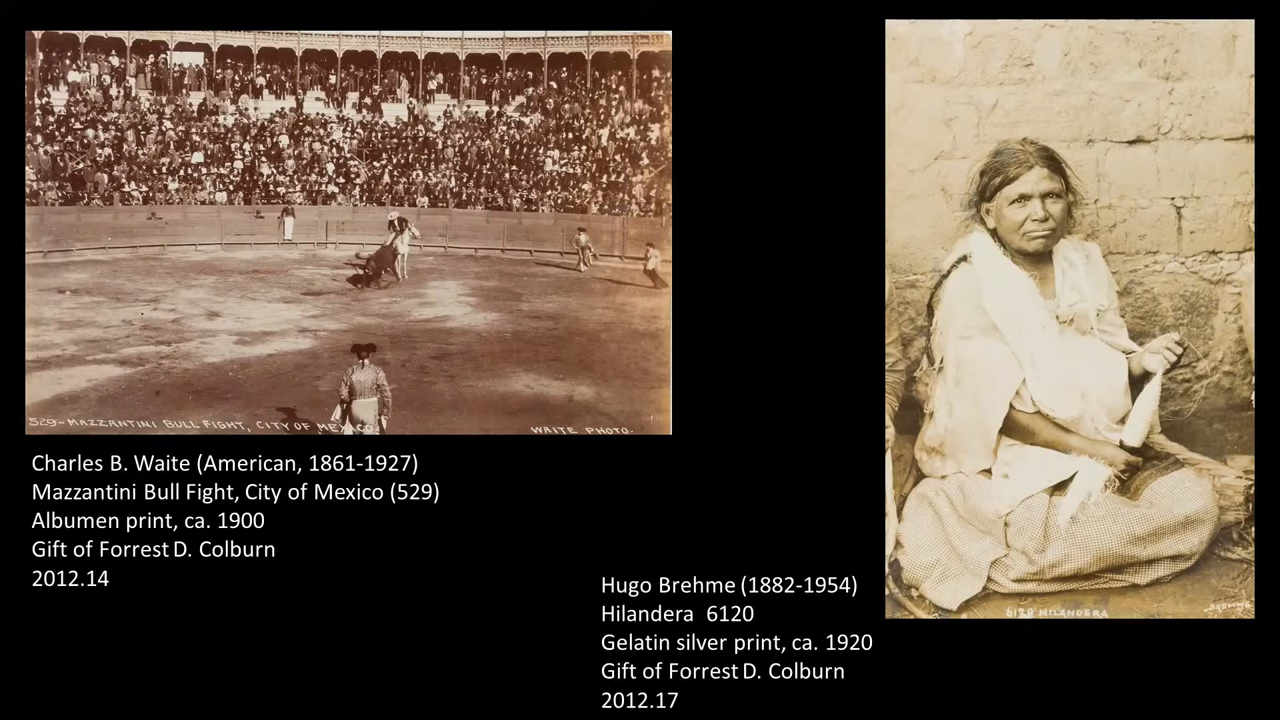 529-MAZZANTINI BULL FIGHT, CITY OF MEXICO.
WAITE PHOTO.
Charles B. Waite (American, 1861-1927)
Mazzantini Bull Fight, City of Mexico (529)
Albumen print, ca. 1900
Gift of Forrest D. Colburn
2012.14
6120 HILANDERA
BREHME
Hugo Brehme (1882-1954)
Hilandera 6120
Gelatin silver print, ca. 1920
Gift of Forrest D. Colburn
2012.17